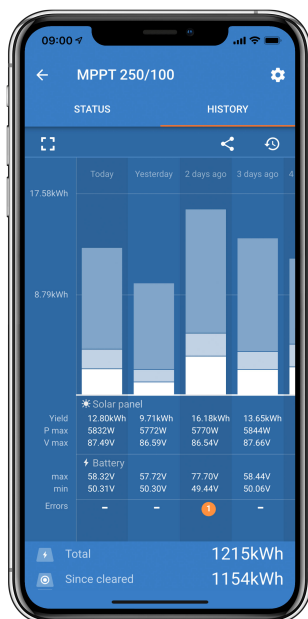 09:00
MPPT 250/100
STATUS HISTORY
Today Yesterday 2 days ago 3 days ago 4
17.58kWh
8.79kWh
Solar panel
Yield 12.80kWh 9.71kWh 16.18kWh 13.65kWh
P max 5832W 5772W 5770W 5844W
V max 87.49V 86.59V 86.54V 87.66V
Battery
max 58.32V 57.72V 77.70V 58.44V
min 50.31V 50.30V 49.44V 50.06V
Errors – – 1 –
Total 1215kWh
Since cleared 1154kWh